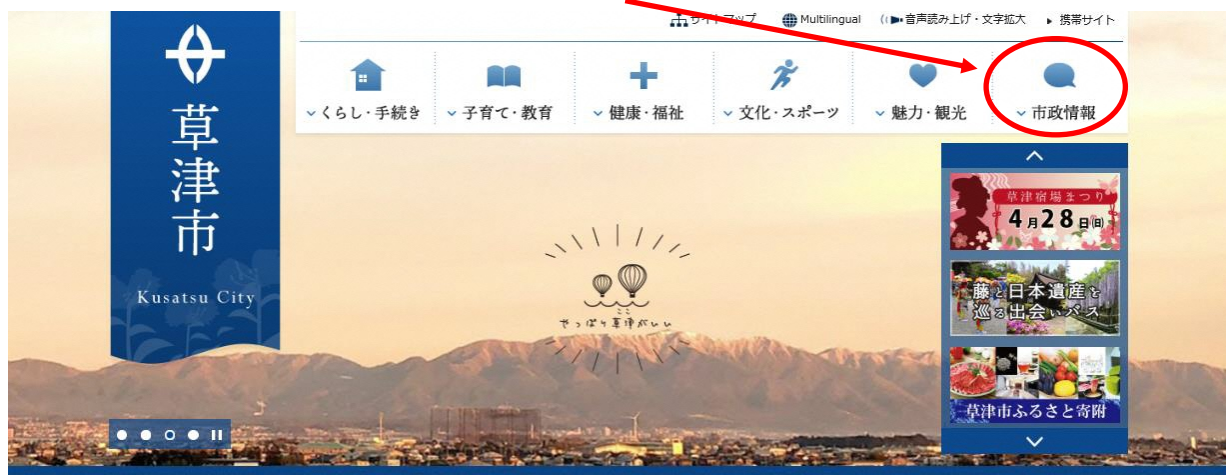 サイトマップ Multilingual 音声読み上げ・文字拡大 携帯サイト
くらし・手続き 子育て・教育 健康・福祉 文化・スポーツ 魅力・観光 市政情報
草津市
Kusatsu City
やっぱり草津がいい
ここ
草津宿場まつり
4月28日(日)
藤と日本遺産を
巡る出会いバス
草津市ふるさと寄附